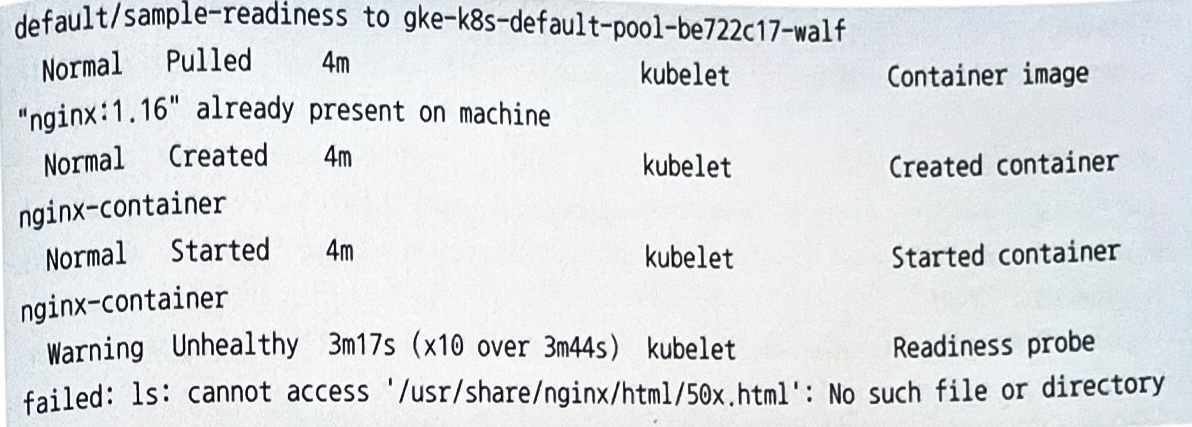 default/sample-readiness to gke-k8s-default-pool-be722c17-walf
Normal Pulled 4m kubelet Container image
"nginx:1.16" already present on machine
Normal Created 4m kubelet Created container
nginx-container
Normal Started 4m kubelet Started container
nginx-container
Warning Unhealthy 3m17s (x10 over 3m44s) kubelet Readiness probe
failed: ls: cannot access '/usr/share/nginx/html/50x.html': No such file or directory